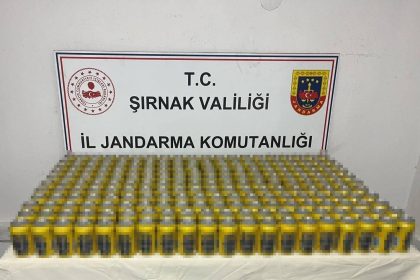 T.C.
ŞIRNAK VALİLİĞİ
İL JANDARMA KOMUTANLIĞI